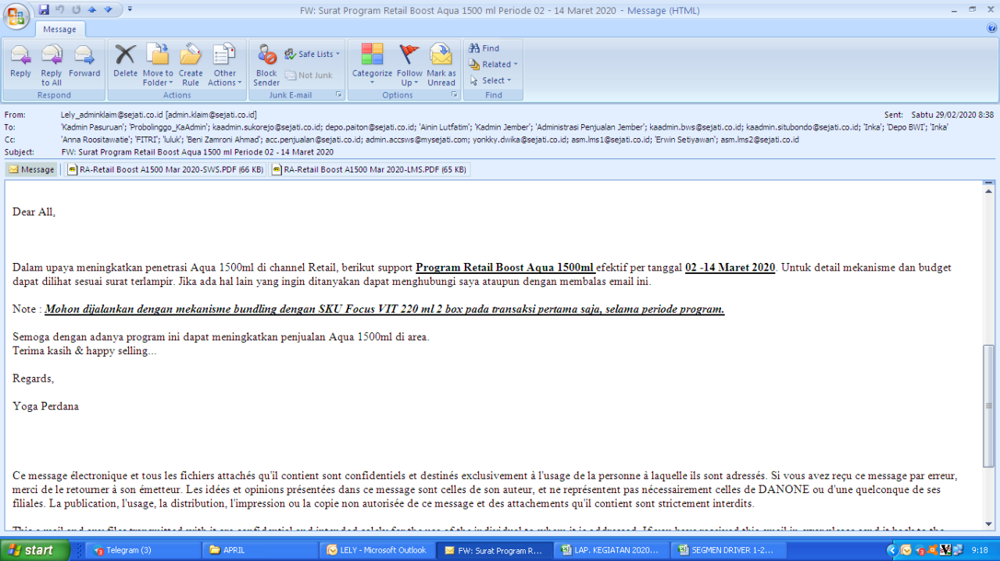 FW: Surat Program Retail Boost Aqua 1500 ml Periode 02 - 14 Maret 2020 - Message (HTML)
Message
Reply
Reply to All
Forward
Respond
Delete
Move to Folder
Create Rule
Other Actions
Actions
Block Sender
Safe Lists
Not Junk
Junk E-mail
Categorize
Follow Up
Mark as Unread
Options
Find
Related
Select
Find
From: Lely_adminklaim@sejati.co.id [admin.klaim@sejati.co.id]
Sent: Sabtu 29/02/2020 8:38
To: 'Kadmin Pasuruan'; 'Probolinggo_KaAdmin'; kaadmin.sukorejo@sejati.co.id; depo.paiton@sejati.co.id; 'Ainin Lutfatim'; 'Kadmin Jember'; 'Administrasi Penjualan Jember'; kaadmin.bws@sejati.co.id; kaadmin.situbondo@sejati.co.id; 'Inka'; 'Depo BWI'; 'Inka'
Cc: 'Anna Roositawatie'; 'FITRI'; 'luluk'; 'Beni Zamroni Ahmad'; acc.penjualan@sejati.co.id; admin.accsws@mysejati.com; yonkky.dwika@sejati.co.id; asm.lms1@sejati.co.id; 'Erwin Setiyawan'; asm.lms2@sejati.co.id
Subject: FW: Surat Program Retail Boost Aqua 1500 ml Periode 02 - 14 Maret 2020
Message
RA-Retail Boost A1500 Mar 2020-SWS.PDF (66 KB)
RA-Retail Boost A1500 Mar 2020-LMS.PDF (65 KB)
Dear All,
Dalam upaya meningkatkan penetrasi Aqua 1500ml di channel Retail, berikut support Program Retail Boost Aqua 1500ml efektif per tanggal 02 -14 Maret 2020. Untuk detail mekanisme dan budget
dapat dilihat sesuai surat terlampir. Jika ada hal lain yang ingin ditanyakan dapat menghubungi saya ataupun dengan membalas email ini.
Note : Mohon dijalankan dengan mekanisme bundling dengan SKU Focus VIT 220 ml 2 box pada transaksi pertama saja, selama periode program.
Semoga dengan adanya program ini dapat meningkatkan penjualan Aqua 1500ml di area.
Terima kasih & happy selling...
Regards,
Yoga Perdana
Ce message électronique et tous les fichiers attachés qu'il contient sont confidentiels et destinés exclusivement à l'usage de la personne à laquelle ils sont adressés. Si vous avez reçu ce message par erreur,
merci de le retourner à son émetteur. Les idées et opinions présentées dans ce message sont celles de son auteur, et ne représentent pas nécessairement celles de DANONE ou d'une quelconque de ses
filiales. La publication, l'usage, la distribution, l'impression ou la copie non autorisée de ce message et des attachements qu'il contient sont strictement interdits.
This e-mail and any files transmitted with it are confidential and intended solely for the use of the individual to whom it is addressed. If you have received this email in error please send it back to the
start
Telegram (3)
APRIL
LELY - Microsoft Outlook
FW: Surat Program R...
LAP. KEGIATAN 2020...
SEGMEN DRIVER 1-2...
9:18